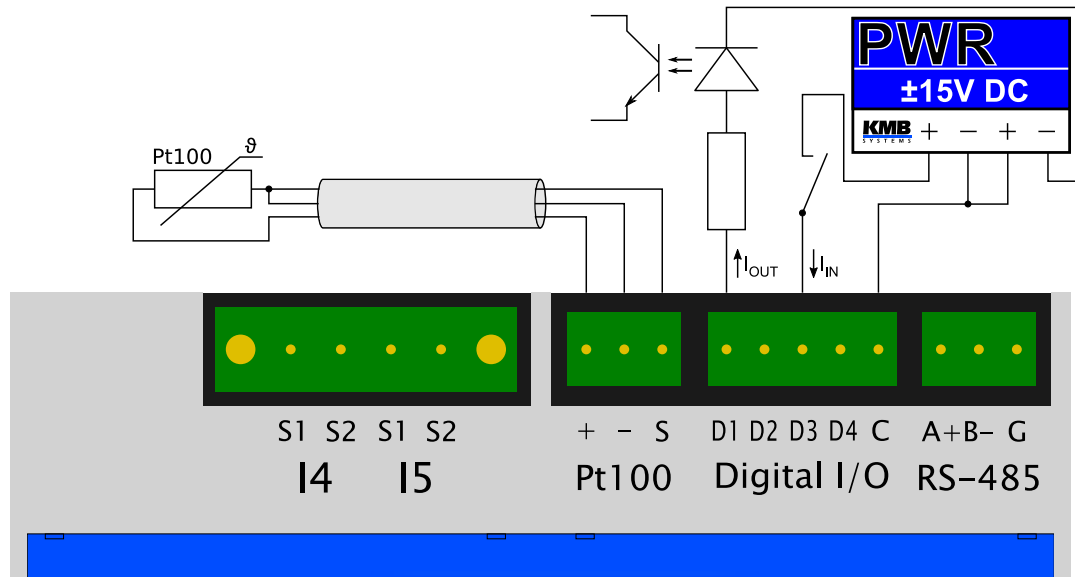 PWR
±15V DC
KMB
SYSTEMS
+ − + −
Pt100
ϑ
IOUT
IIN
S1 S2 S1 S2
I4 I5
+ − S
Pt100
D1 D2 D3 D4 C
Digital I/O
A+B- G
RS-485